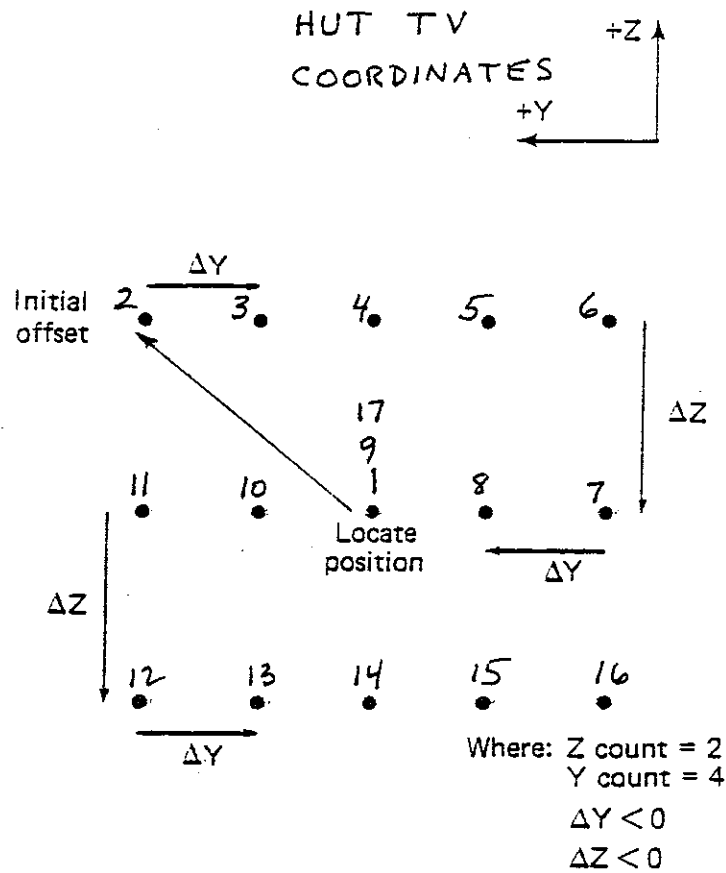 HUT TV
COORDINATES
+Z
+Y
ΔY
Initial
offset
2
3
4
5
6
ΔZ
17
9
1
11
10
8
7
Locate
position
ΔY
ΔZ
12
13
14
15
16
ΔY
Where: Z count = 2
Y count = 4
ΔY < 0
ΔZ < 0